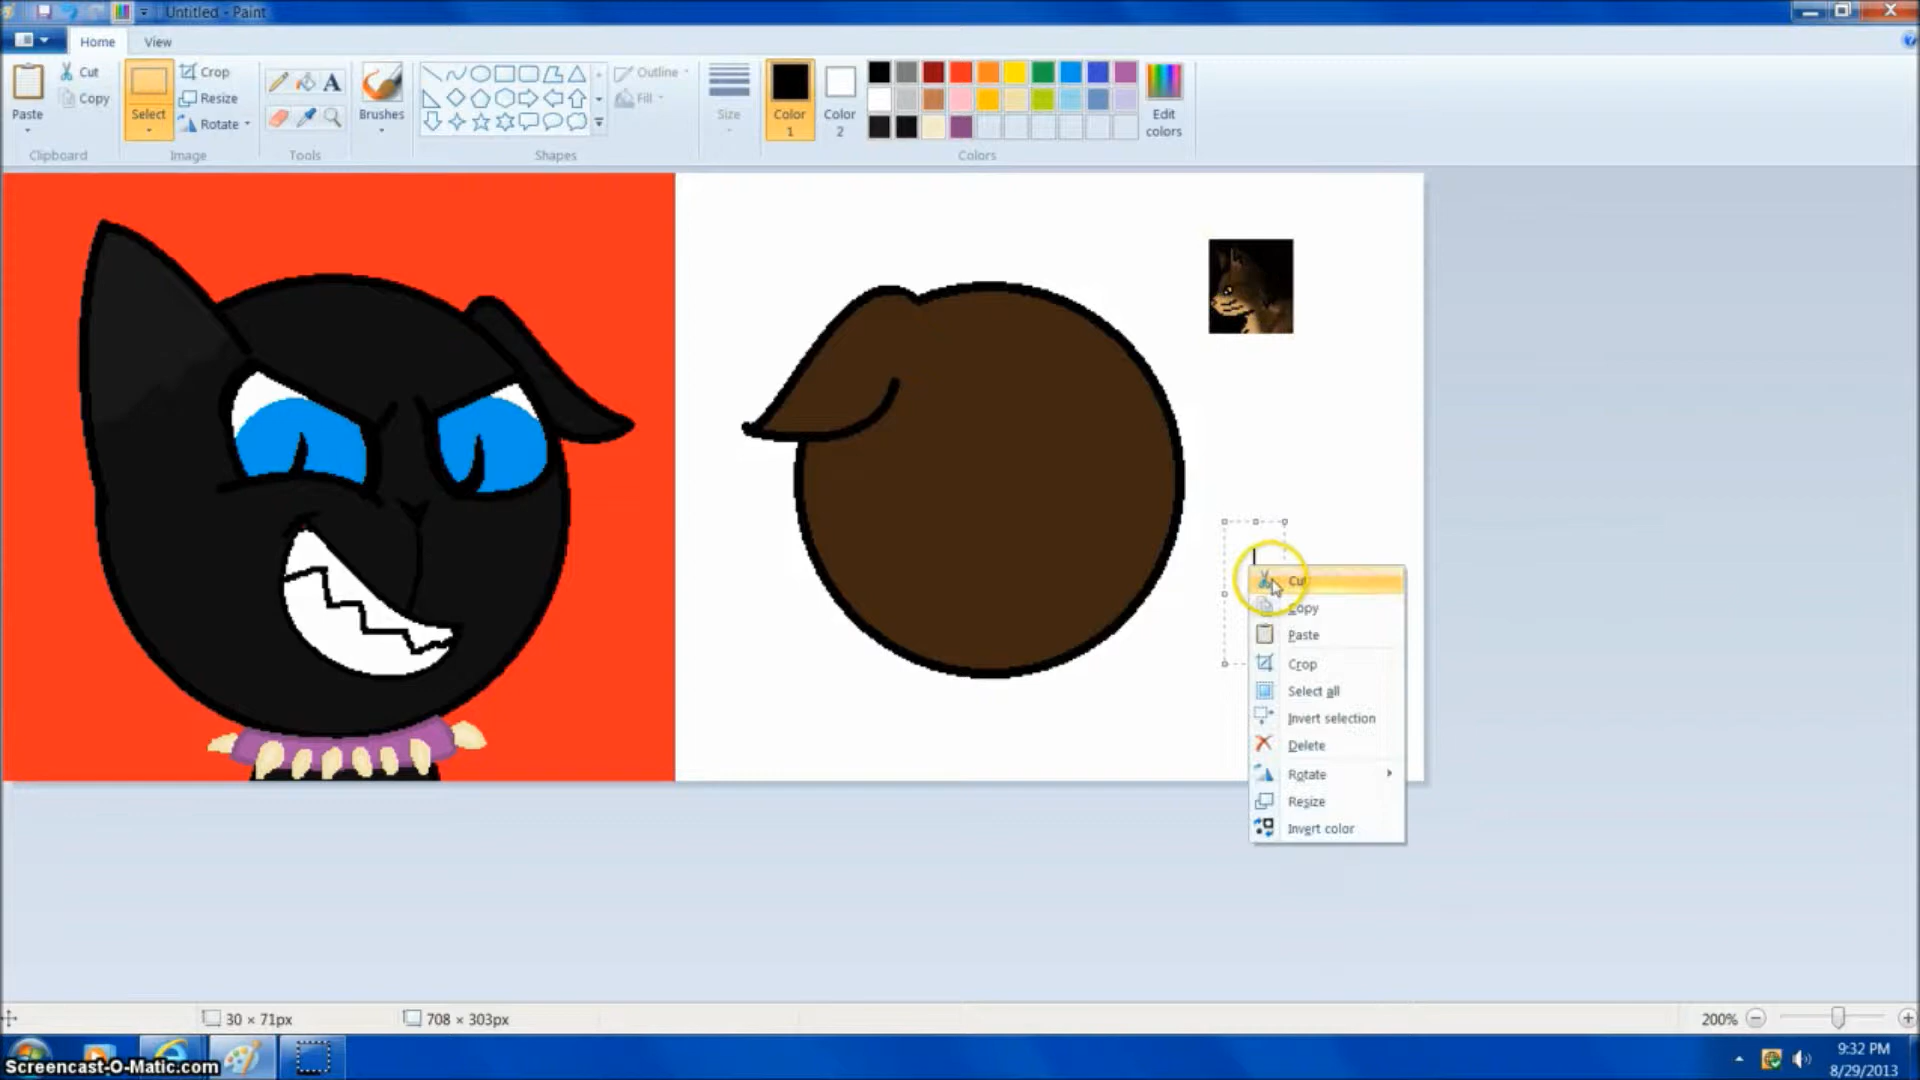 Untitled - Paint
Home View
Paste
Cut
Copy
Clipboard
Select
Crop
Resize
Rotate
Image
A
Tools
Brushes
Shapes
Outline
Fill
Size
Color 1
Color 2
Edit colors
Colors
Cut
Copy
Paste
Crop
Select all
Invert selection
Delete
Rotate
Resize
Invert color
30 × 71px
708 × 303px
200%
Screencast-O-Matic.com
9:32 PM
8/29/2013